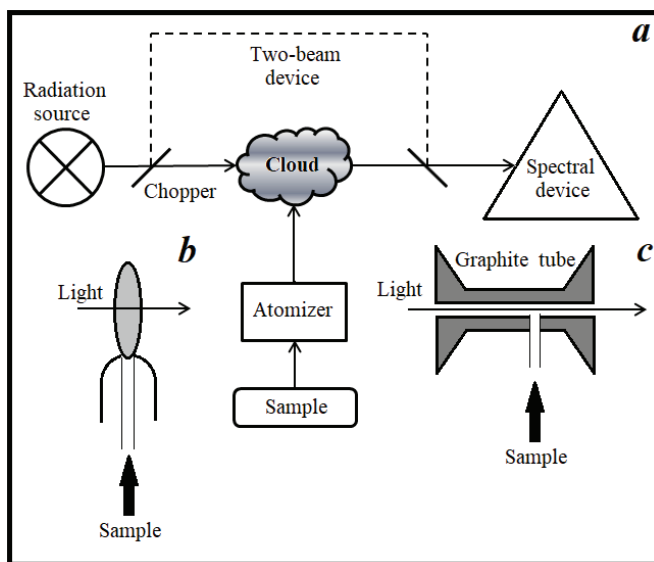 a
Two-beam
device
Radiation
source
Cloud
Chopper
Spectral
device
b
c
Graphite tube
Light
Light
Atomizer
Sample
Sample
Sample